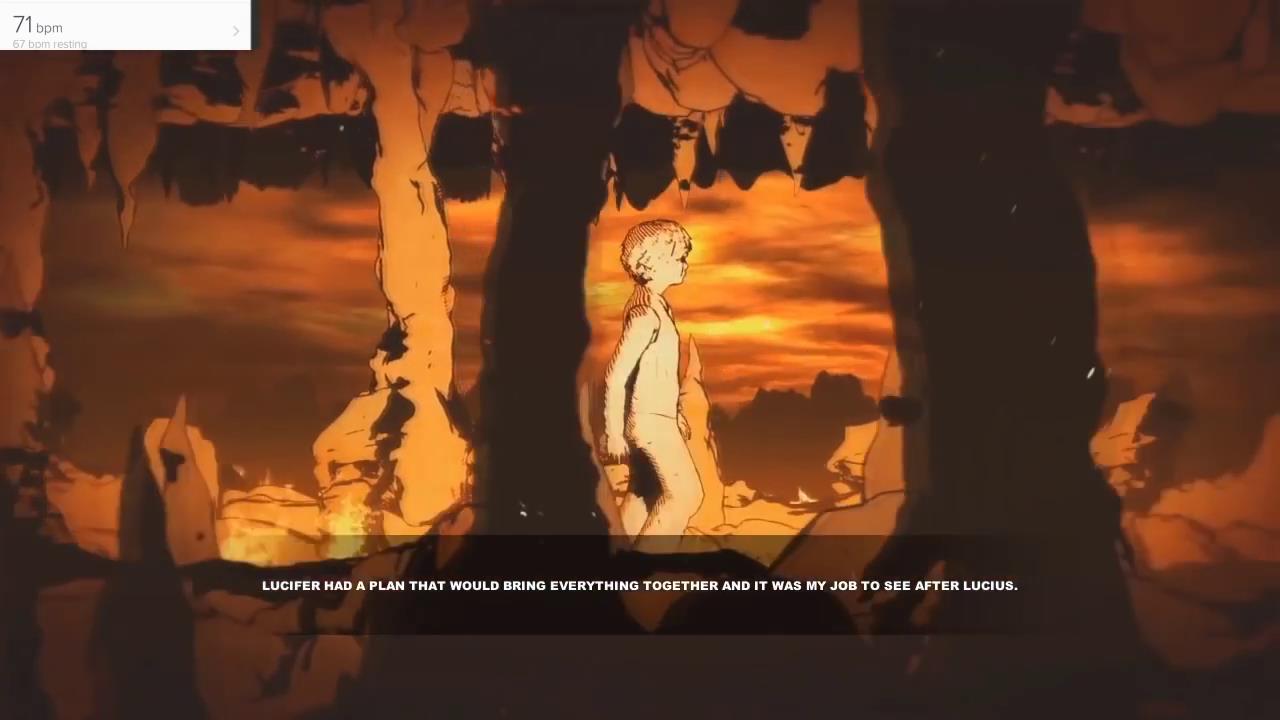 71 bpm
67 bpm resting
LUCIFER HAD A PLAN THAT WOULD BRING EVERYTHING TOGETHER AND IT WAS MY JOB TO SEE AFTER LUCIUS.